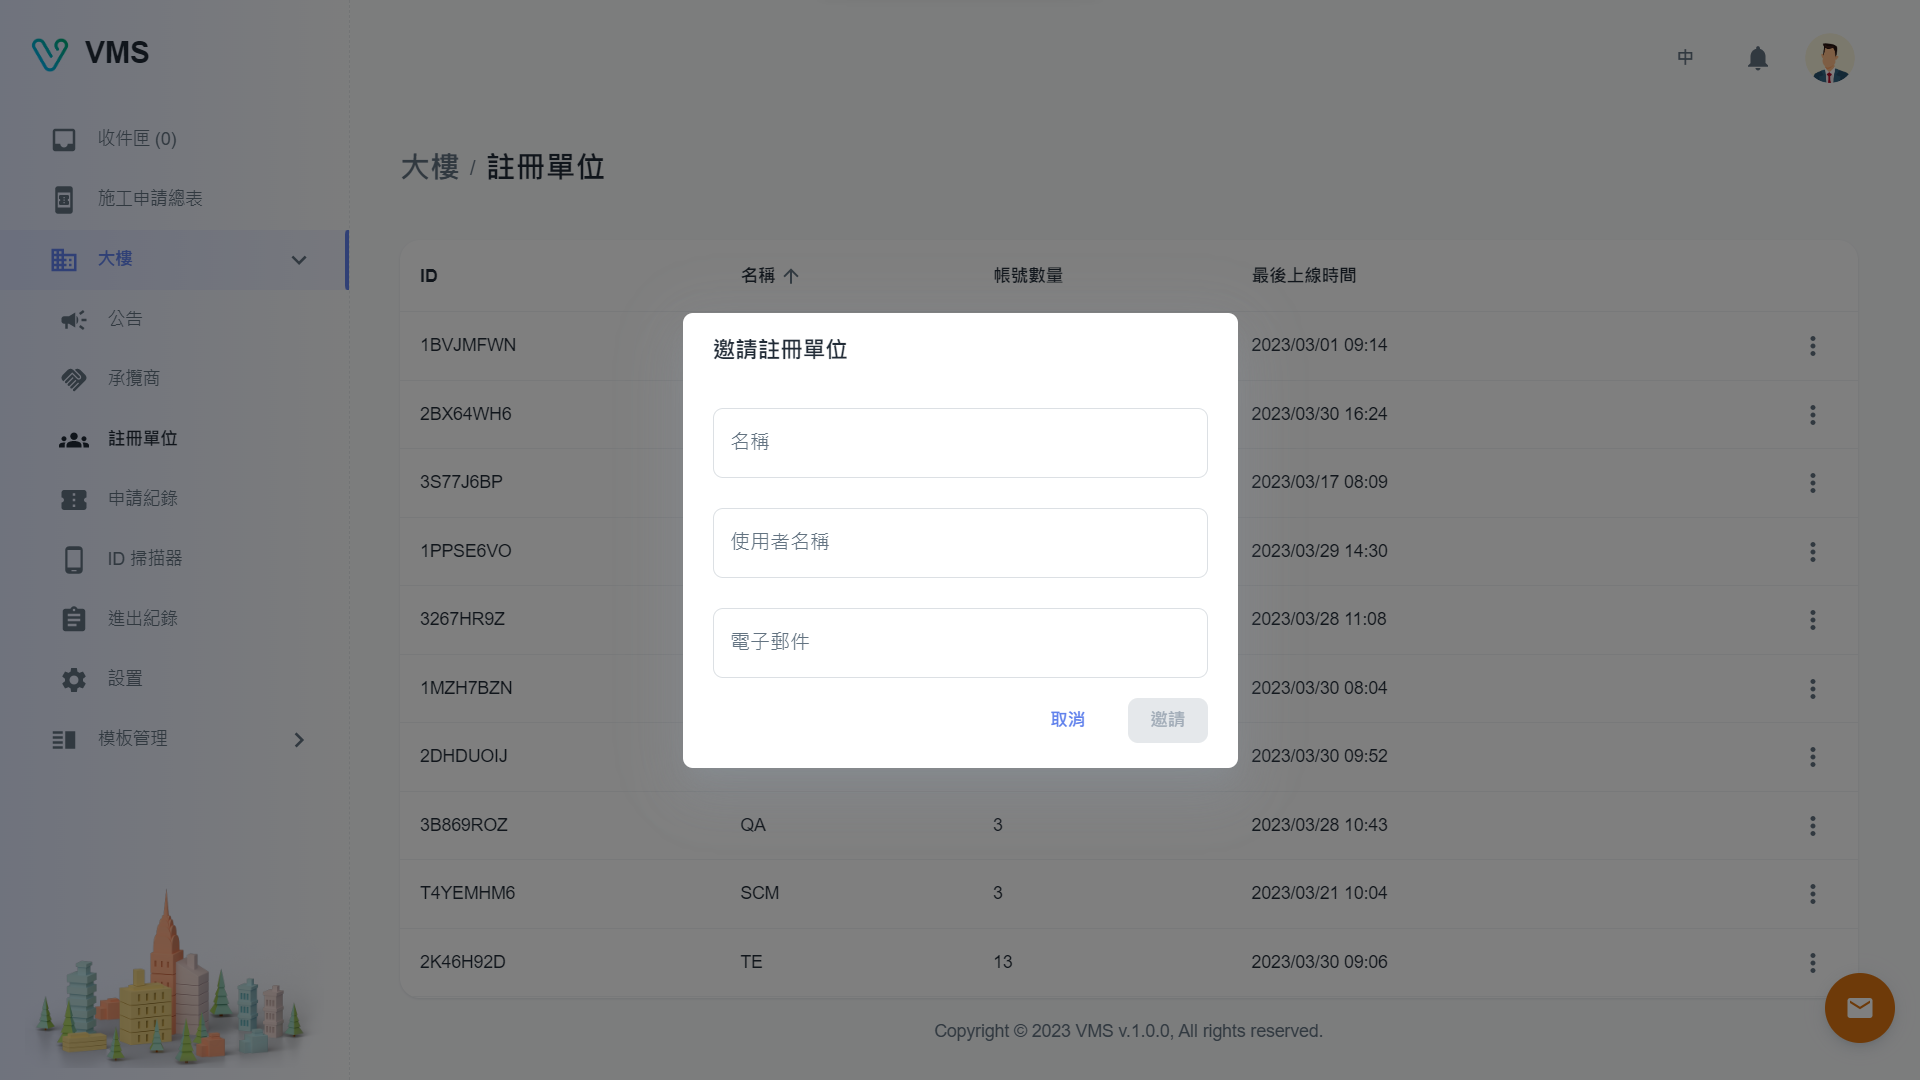 VMS
中
收件匣 (0)
施工申請總表
大樓
公告
承攬商
註冊單位
申請紀錄
ID 掃描器
進出紀錄
設置
模板管理
大樓 / 註冊單位
ID 名稱 帳號數量 最後上線時間
1BVJMFWN 2023/03/01 09:14
2BX64WH6 2023/03/30 16:24
3S77J6BP 2023/03/17 08:09
1PPSE6VO 2023/03/29 14:30
3267HR9Z 2023/03/28 11:08
1MZH7BZN 2023/03/30 08:04
2DHDUOIJ 2023/03/30 09:52
3B869ROZ QA 3 2023/03/28 10:43
T4YEMHM6 SCM 3 2023/03/21 10:04
2K46H92D TE 13 2023/03/30 09:06
邀請註冊單位
名稱
使用者名稱
電子郵件
取消 邀請
Copyright © 2023 VMS v.1.0.0, All rights reserved.